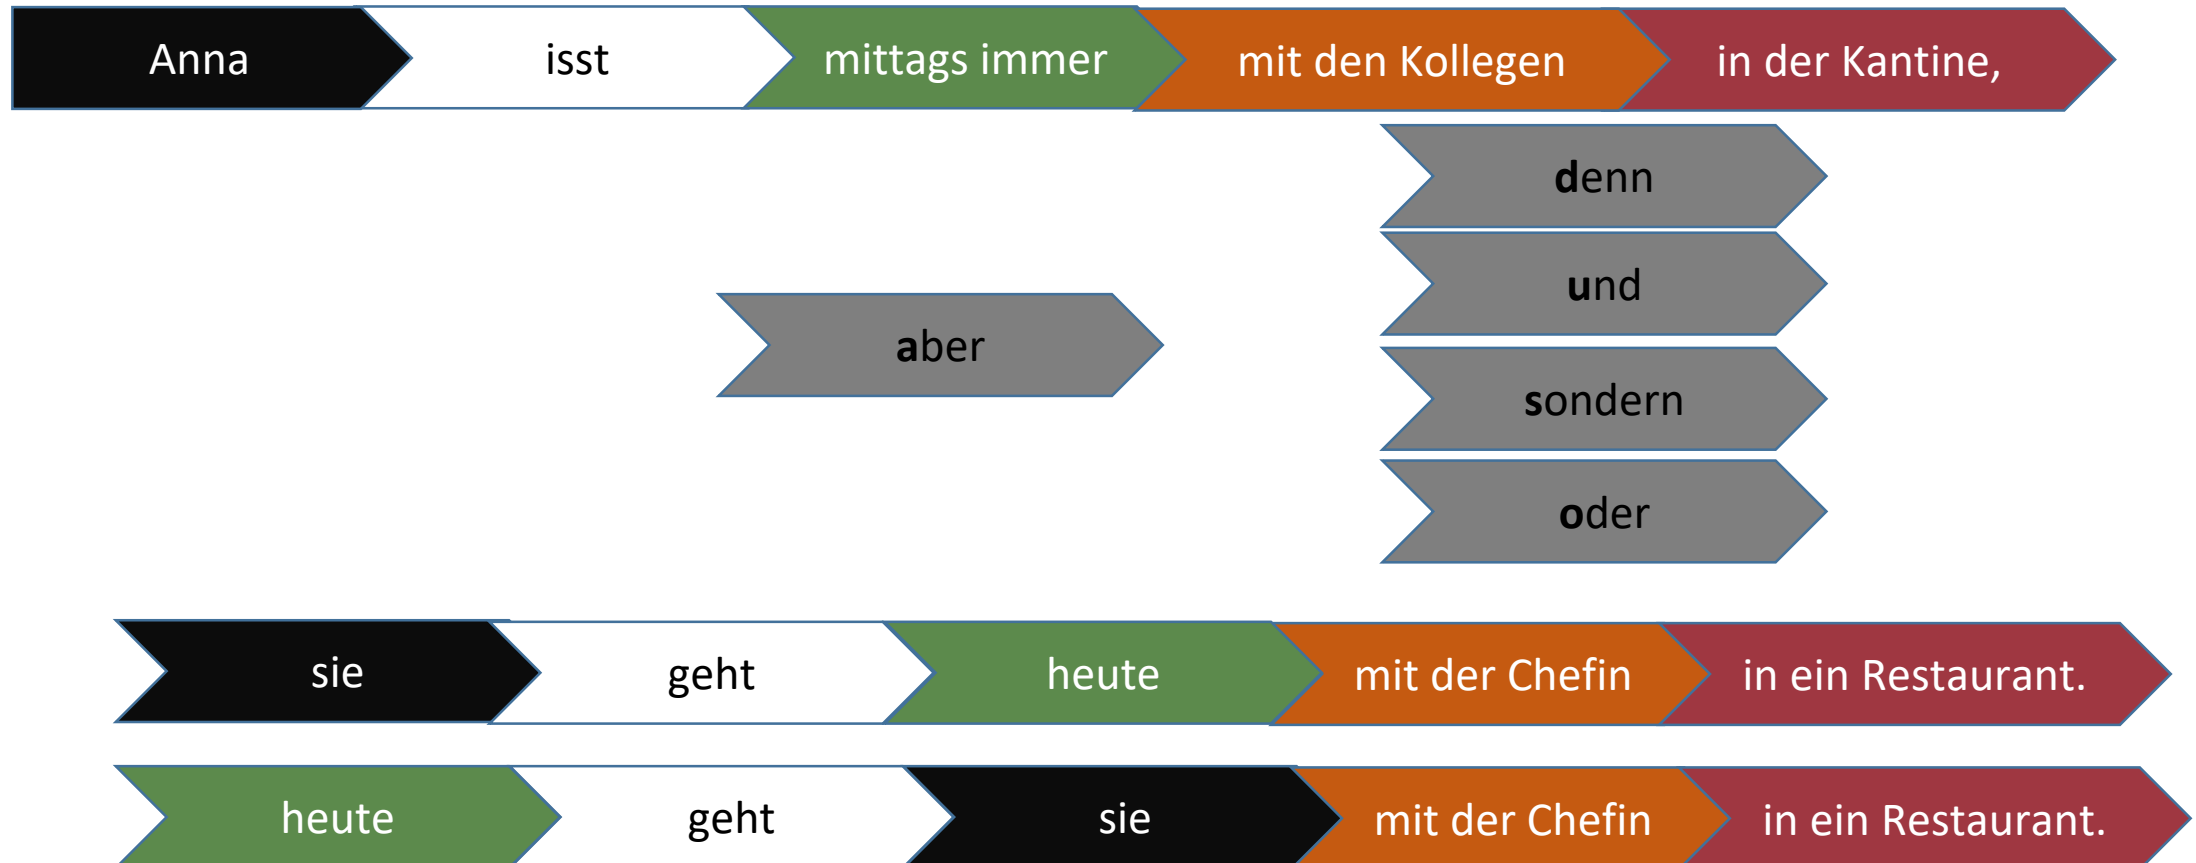 Anna isst mittags immer mit den Kollegen in der Kantine,
denn
und
aber
sondern
oder
sie geht heute mit der Chefin in ein Restaurant.
heute geht sie mit der Chefin in ein Restaurant.